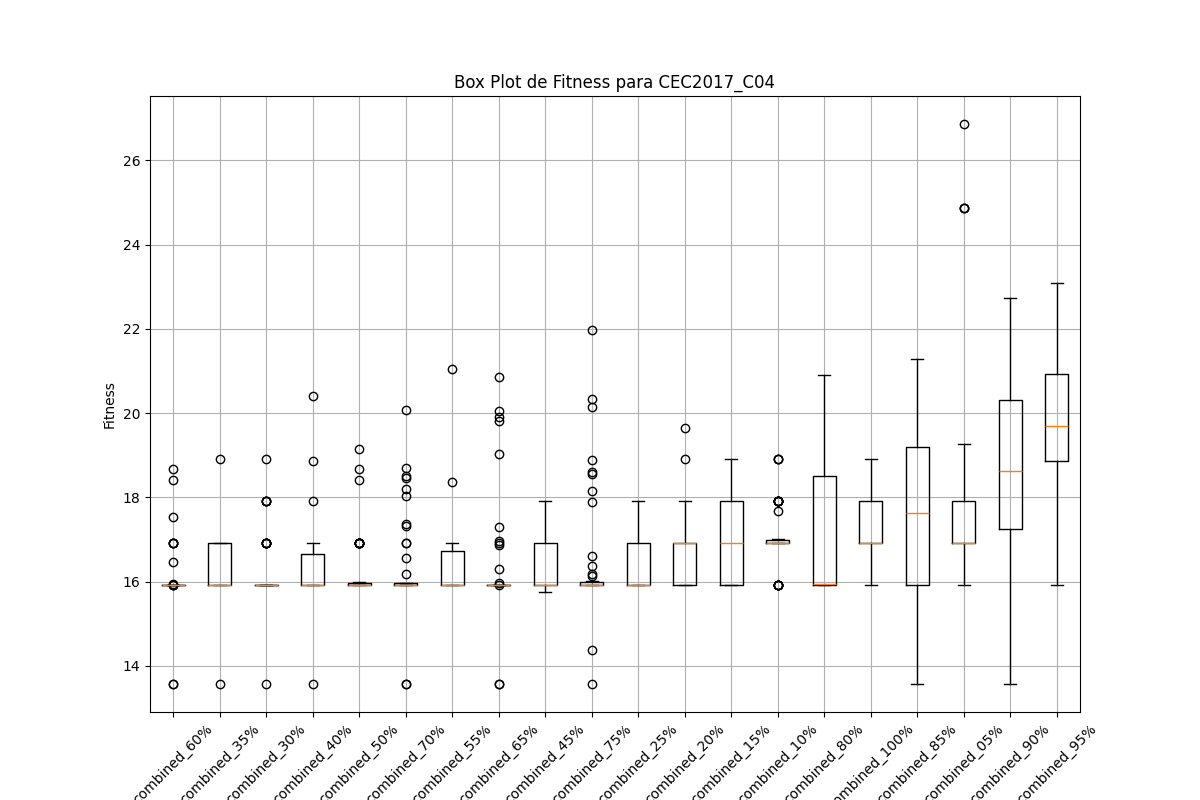 Box Plot de Fitness para CEC2017_C04
Fitness
26
24
22
20
18
16
14
combined_60%
combined_35%
combined_30%
combined_40%
combined_50%
combined_70%
combined_55%
combined_65%
combined_45%
combined_75%
combined_25%
combined_20%
combined_15%
combined_10%
combined_80%
combined_100%
combined_85%
combined_05%
combined_90%
combined_95%